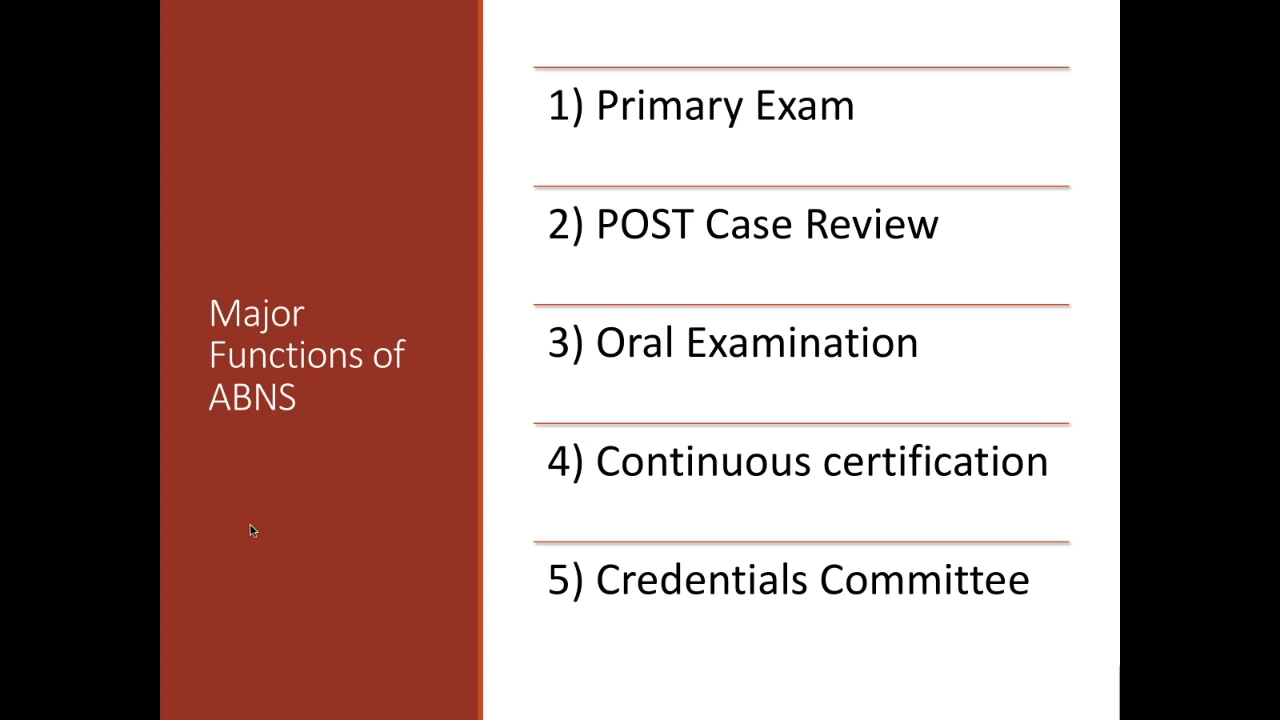 Major
Functions of
ABNS
1) Primary Exam
2) POST Case Review
3) Oral Examination
4) Continuous certification
5) Credentials Committee